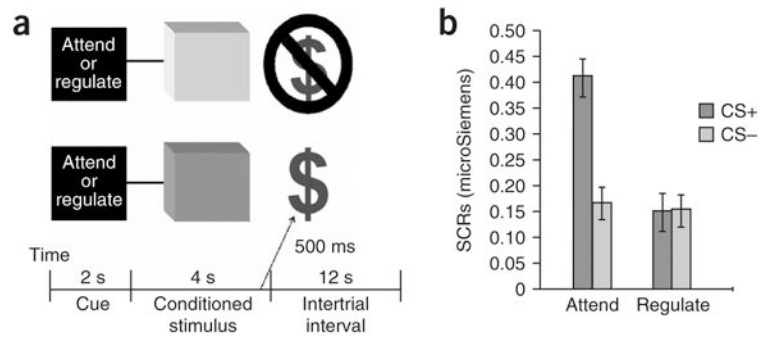 a
Attend
or
regulate
$
Attend
or
regulate
$
500 ms
Time
2 s
4 s
12 s
Cue
Conditioned
stimulus
Intertrial
interval
b
SCRs (microSiemens)
0.50
0.45
0.40
0.35
0.30
0.25
0.20
0.15
0.10
0.05
0
Attend
Regulate
CS+
CS–